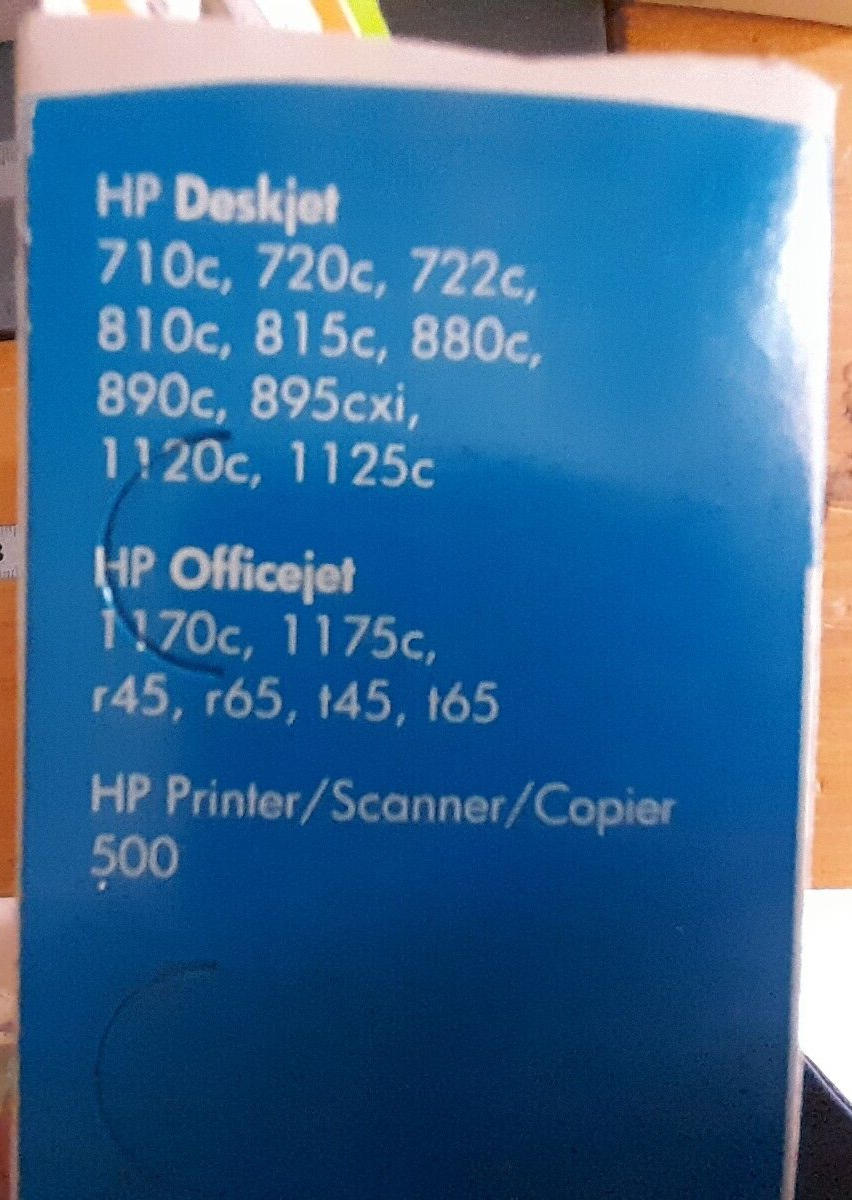 HP Deskjet
710c, 720c, 722c,
810c, 815c, 880c,
890c, 895cxi,
1120c, 1125c
HP Officejet
1170c, 1175c,
r45, r65, t45, t65
HP Printer/Scanner/Copier
500